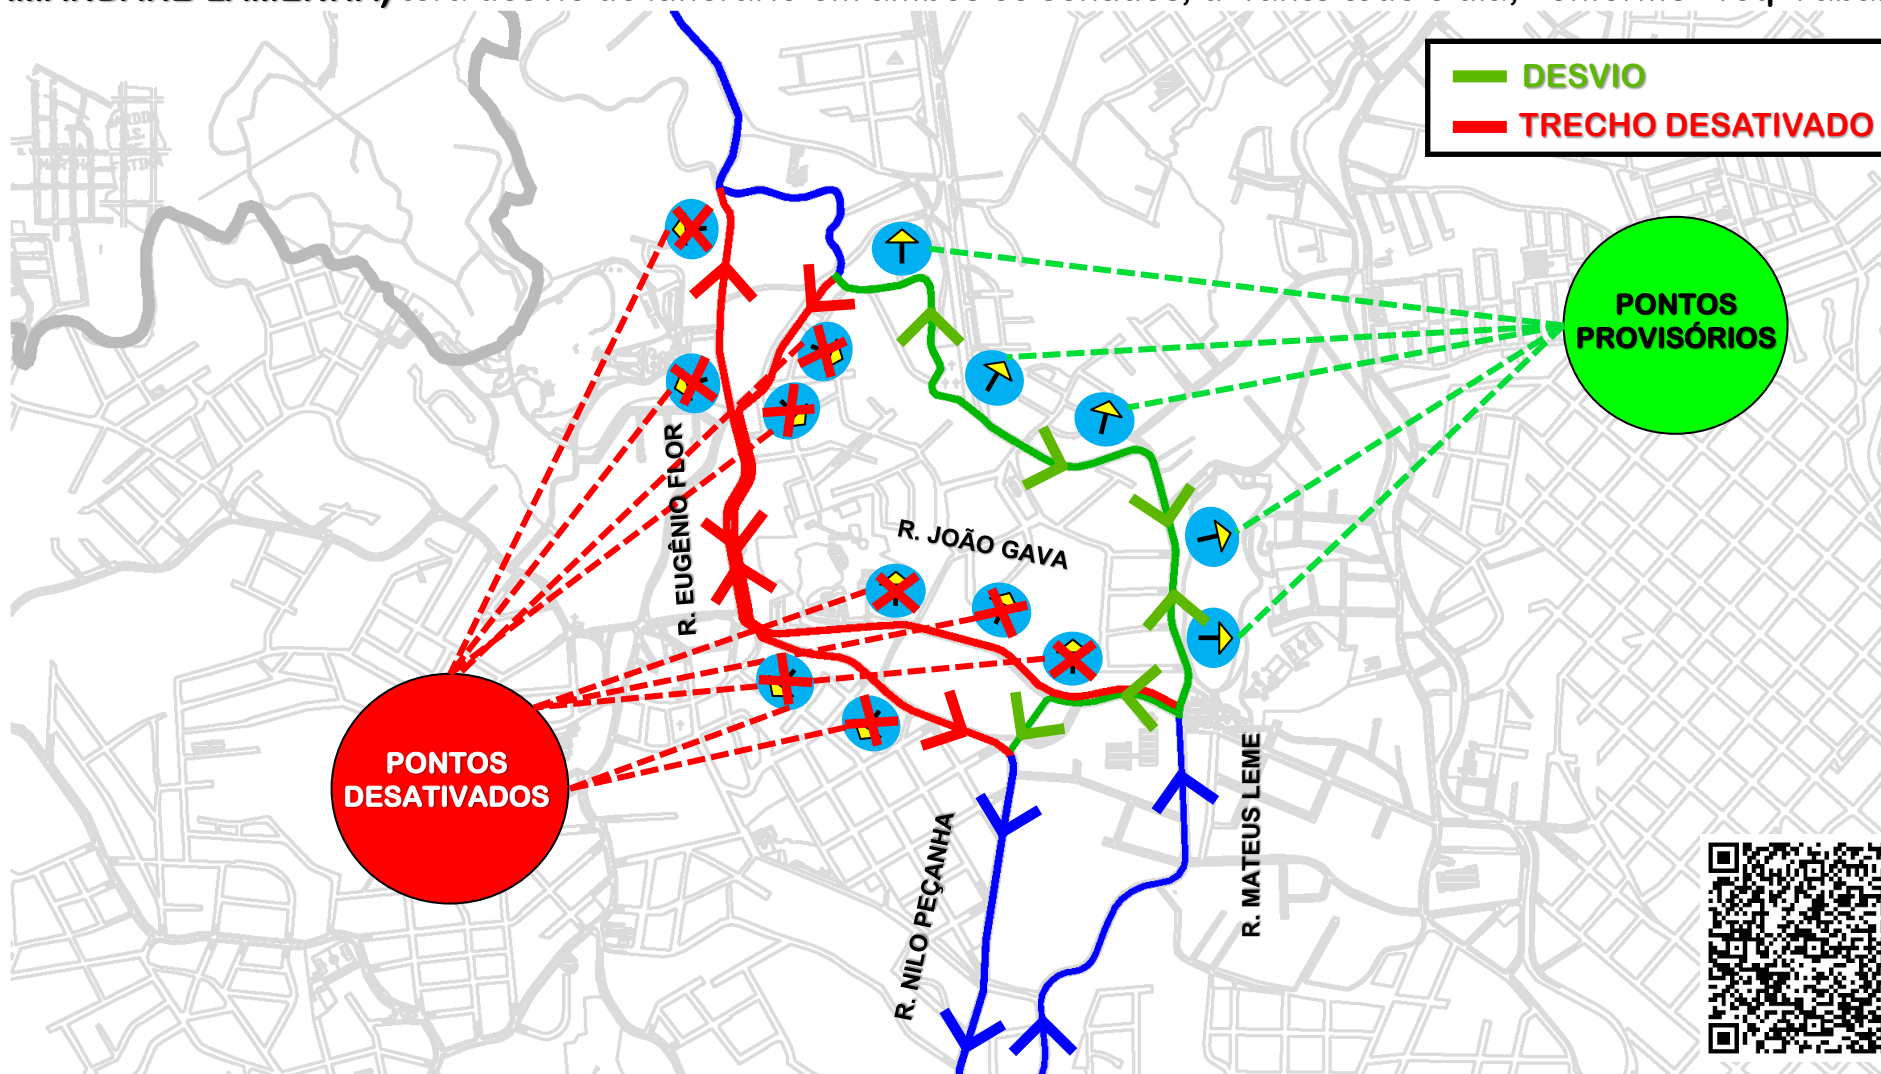 DESVIO
TRECHO DESATIVADO
PONTOS
PROVISÓRIOS
R. EUGÊNIO FLOR
R. JOÃO GAVA
PONTOS
DESATIVADOS
R. NILO PEÇANHA
R. MATEUS LEME